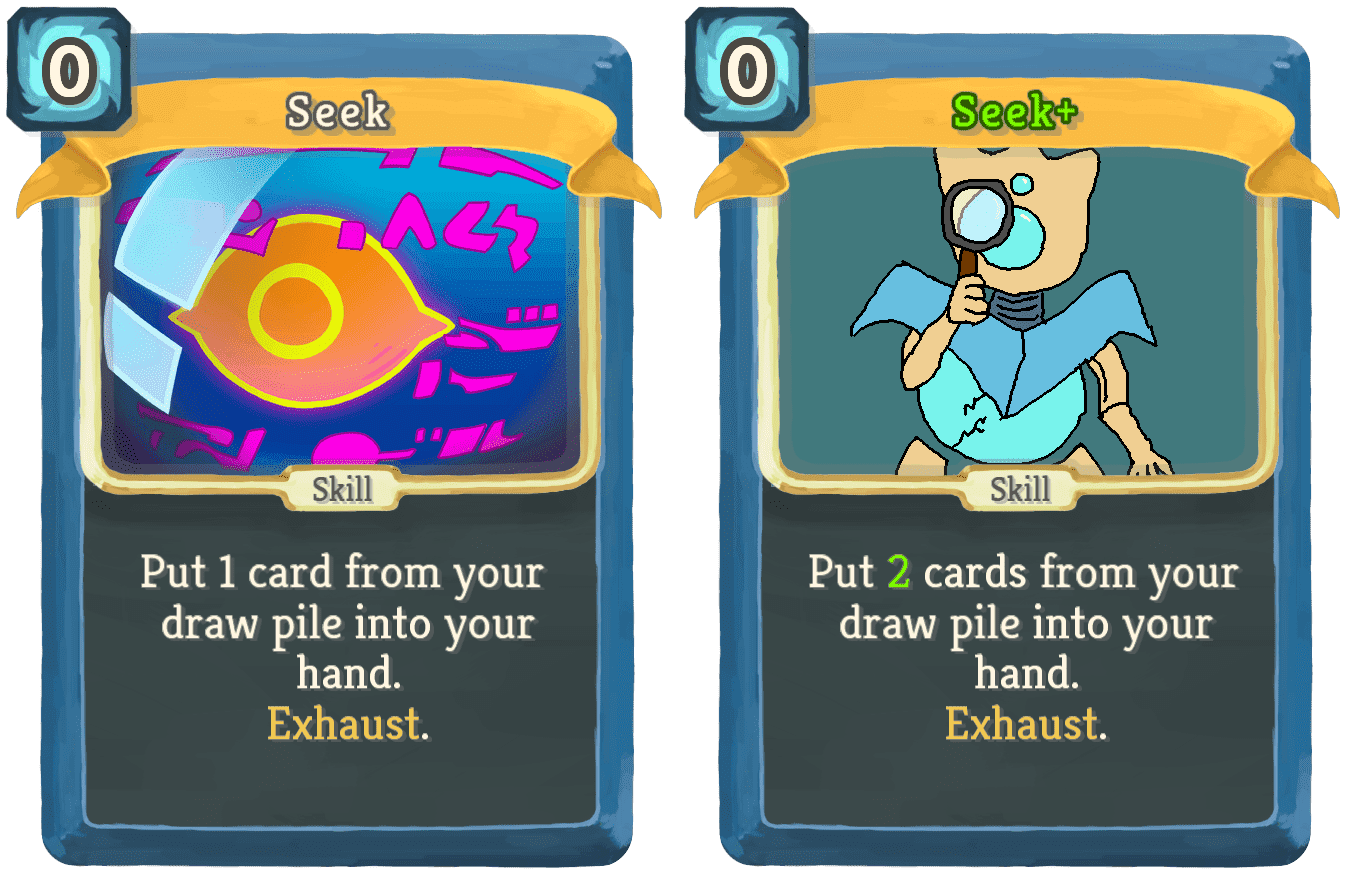 0
Seek
Skill
Put 1 card from your
draw pile into your
hand.
Exhaust.
0
Seek+
Skill
Put 2 cards from your
draw pile into your
hand.
Exhaust.